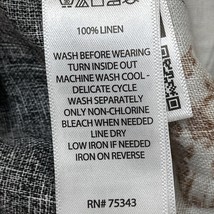 100% LINEN
WASH BEFORE WEARING
TURN INSIDE OUT
MACHINE WASH COOL -
DELICATE CYCLE
WASH SEPARATELY
ONLY NON-CHLORINE
BLEACH WHEN NEEDED
LINE DRY
LOW IRON IF NEEDED
IRON ON REVERSE
RN# 75343